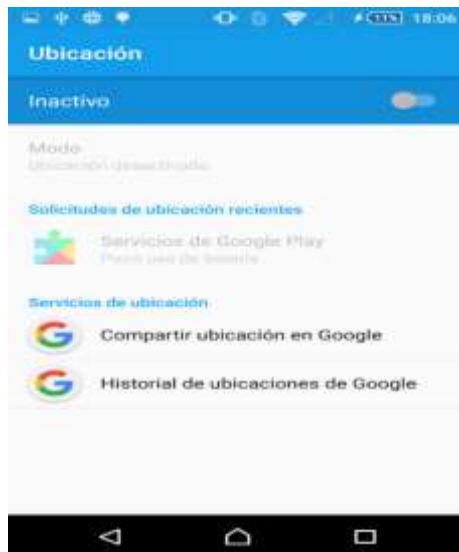 11% 18:06
Ubicación
Inactivo
Modo
Ubicación desactivada
Solicitudes de ubicación recientes
Servicios de Google Play
Poco uso de batería
Servicios de ubicación
Compartir ubicación en Google
Historial de ubicaciones de Google